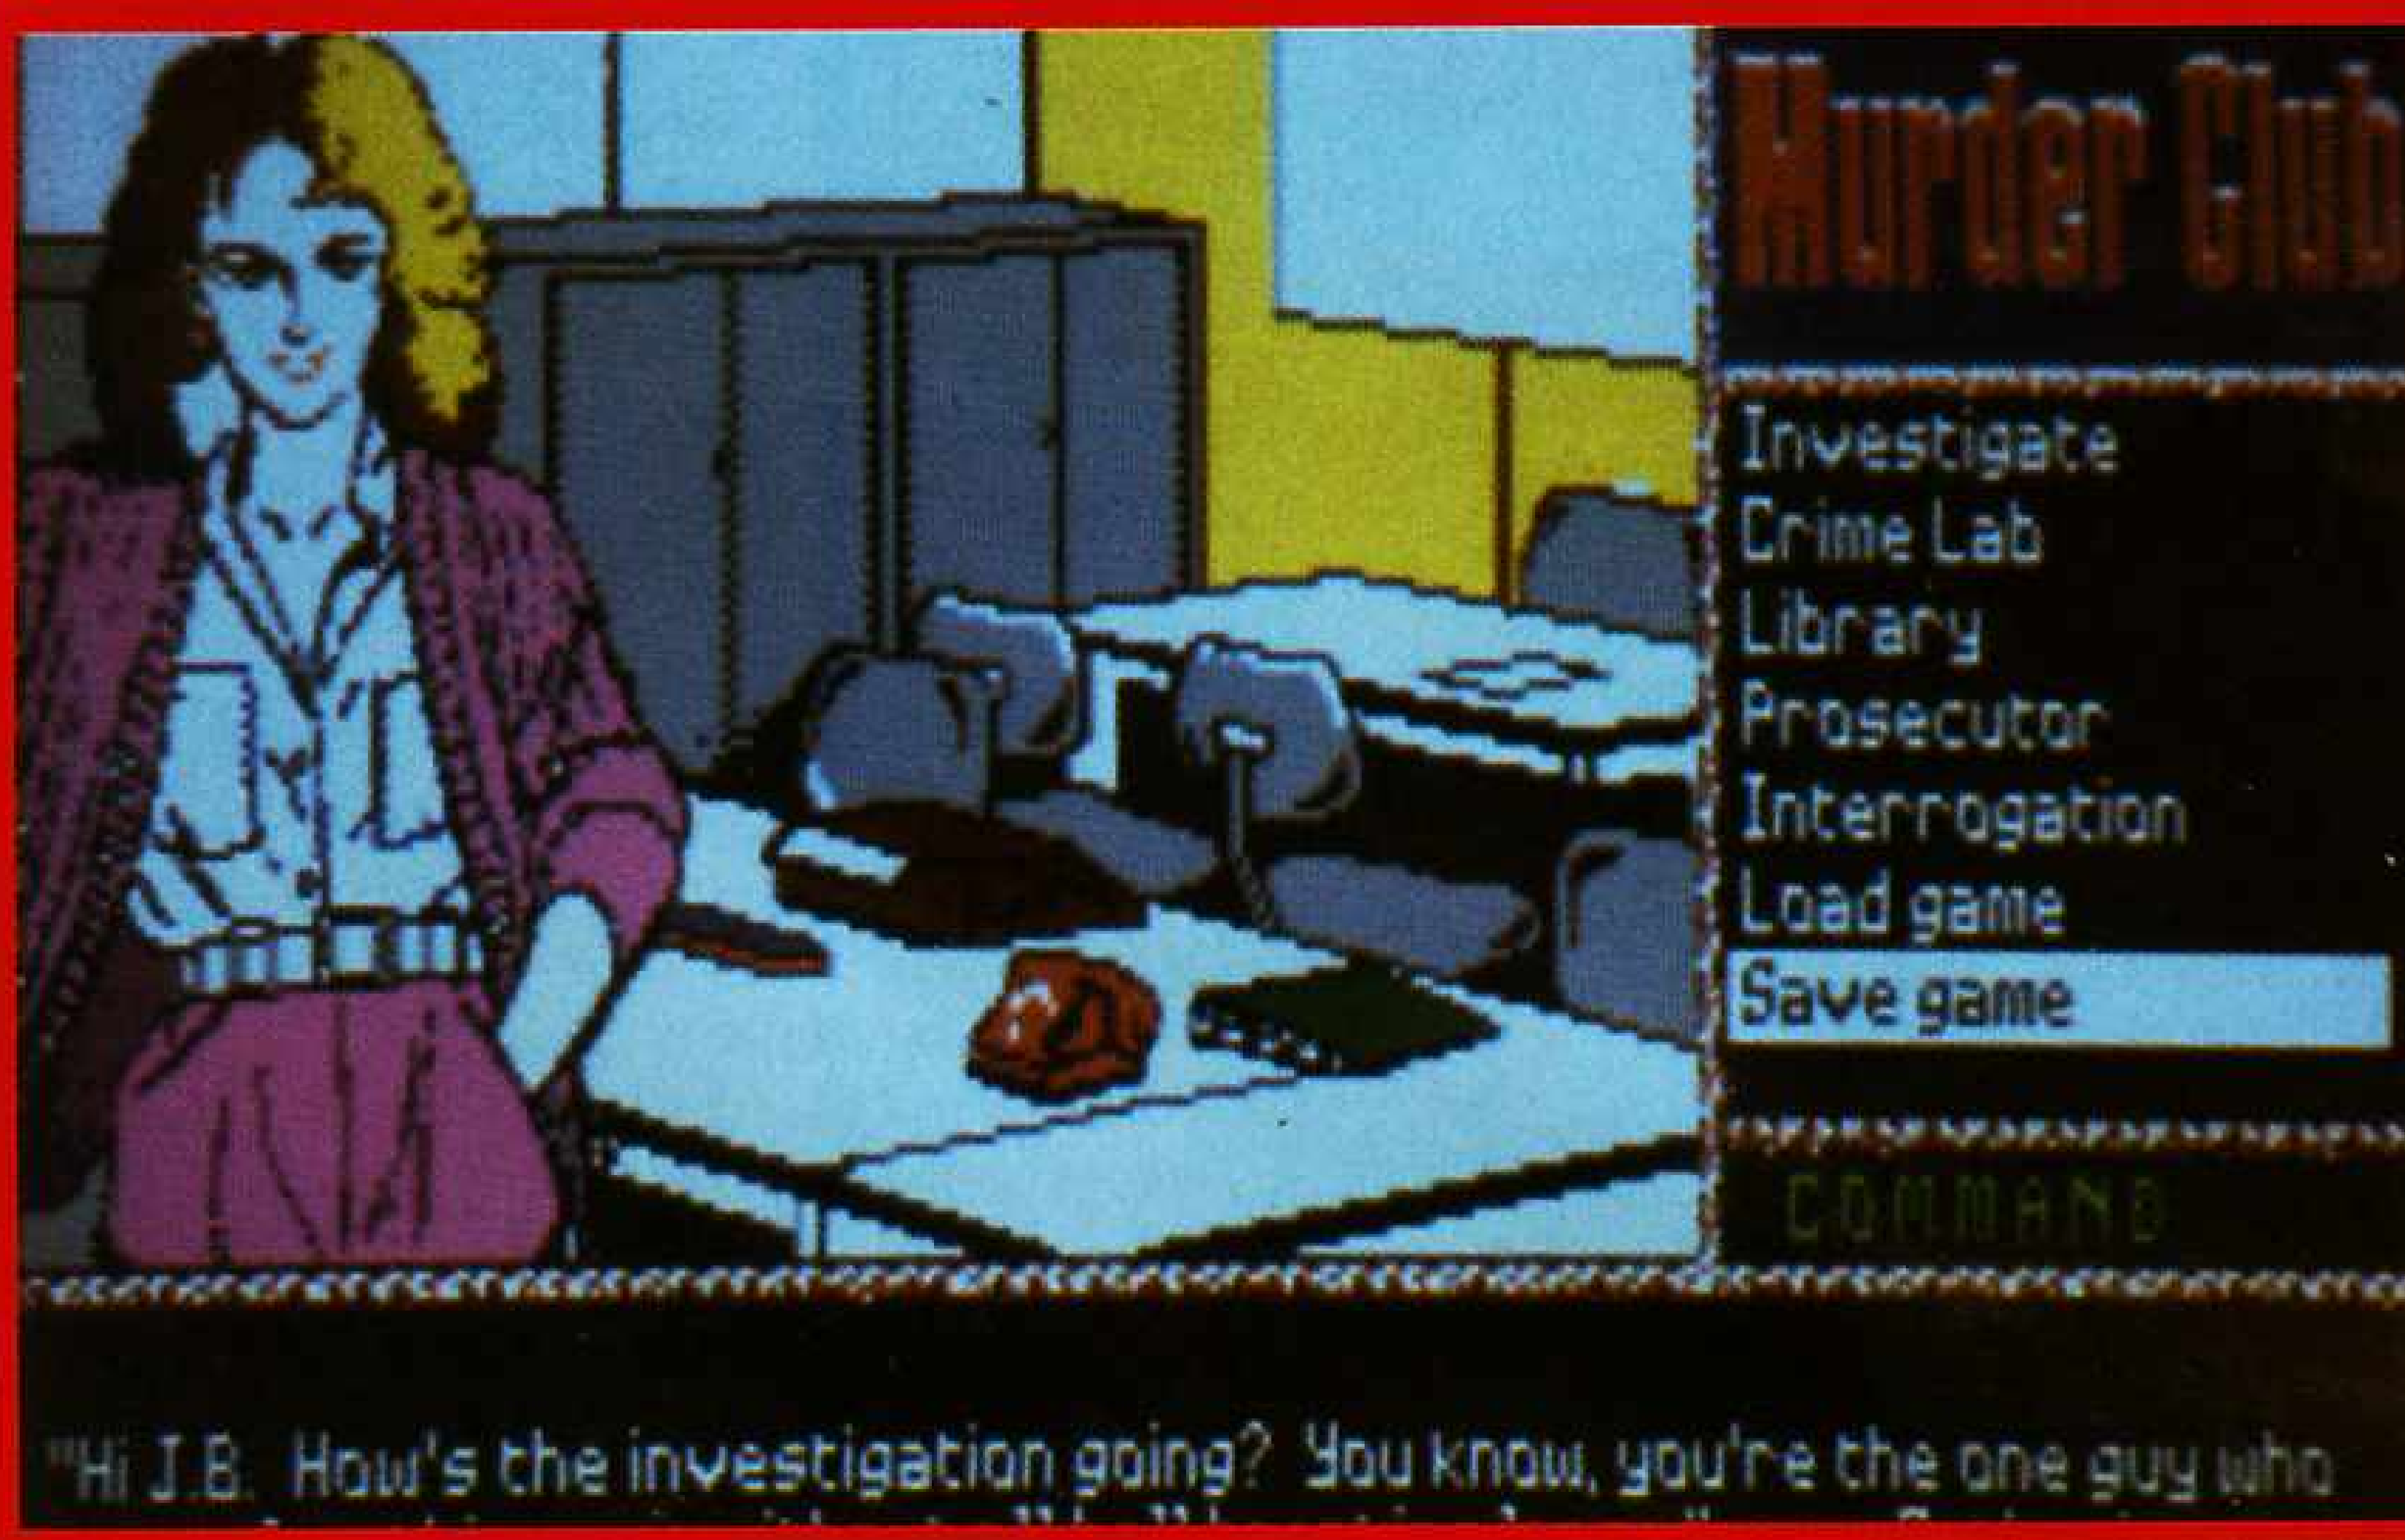 Murder Club
Investigate
Crime Lab
Library
Prosecutor
Interrogation
Load game
Save game
COMMAND
"Hi J.B. How's the investigation going? You know, you're the one guy who